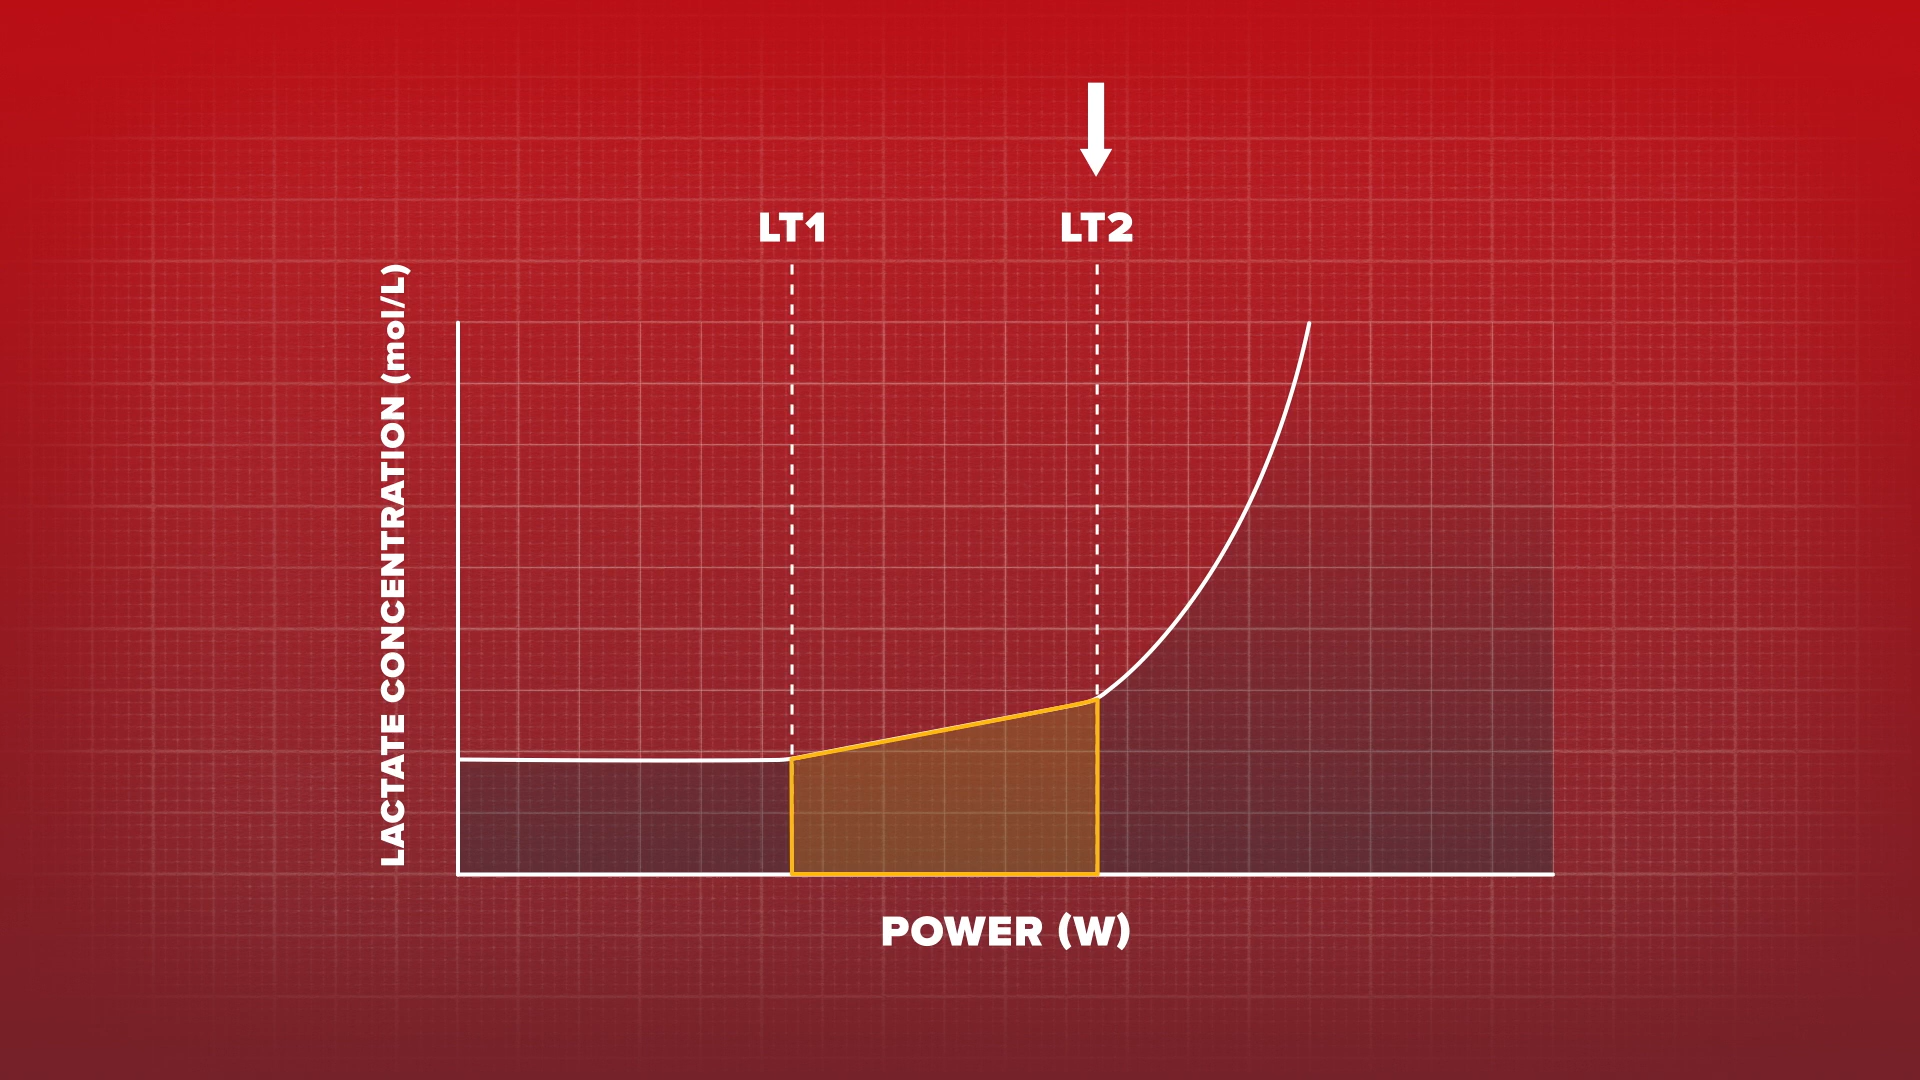 LT1
LT2
LACTATE CONCENTRATION (mol/L)
POWER (W)